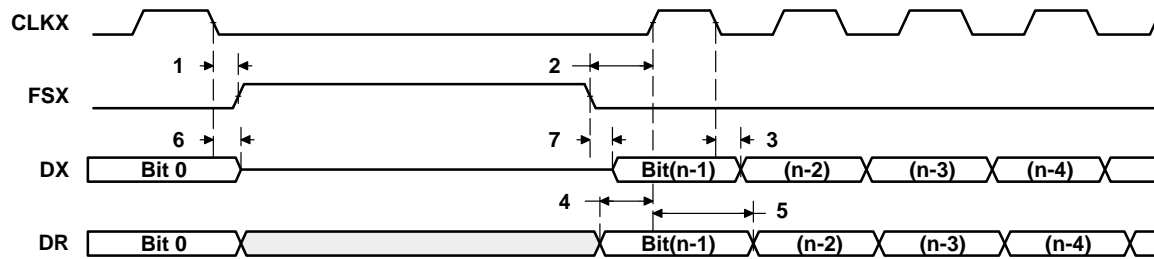 CLKX
1 2
FSX
6 7 3
DX Bit 0 Bit(n-1) (n-2) (n-3) (n-4)
4 5
DR Bit 0 Bit(n-1) (n-2) (n-3) (n-4)